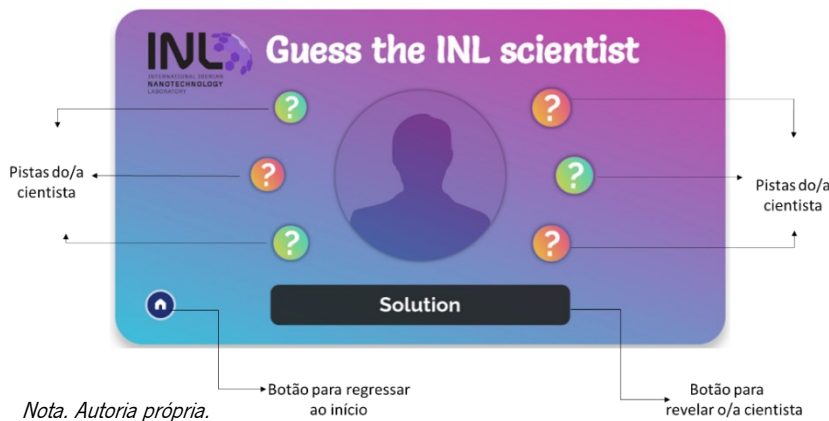 INL
INTERNATIONAL IBERIAN
NANOTECHNOLOGY
LABORATORY
Guess the INL scientist
?
?
?
?
?
?
Pistas do/a
cientista
Pistas do/a
cientista
Solution
Botão para regressar
ao início
Botão para
revelar o/a cientista
Nota. Autoria própria.